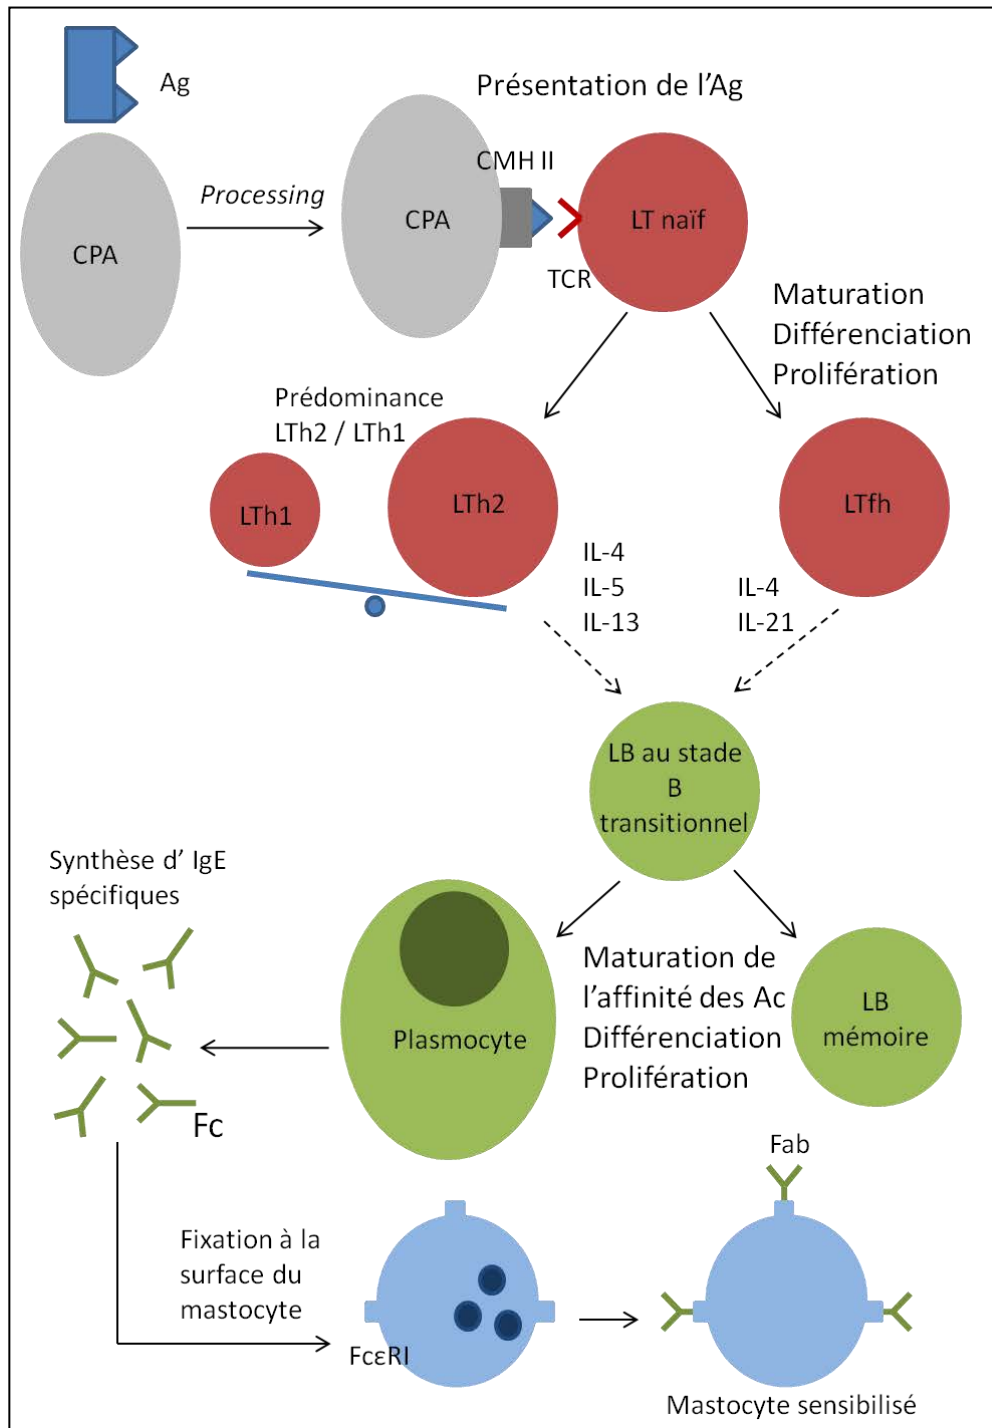 Ag
Présentation de l'Ag
CMH II
Processing
CPA
CPA
LT naïf
TCR
Maturation
Différenciation
Prolifération
Prédominance
LTh2 / LTh1
LTh1
LTh2
LTfh
IL-4
IL-5
IL-13
IL-4
IL-21
LB au stade
B
transitionnel
Synthèse d' IgE
spécifiques
Plasmocyte
Maturation de
l'affinité des Ac
Différenciation
Prolifération
LB
mémoire
Fc
Fab
Fixation à la
surface du
mastocyte
FcεRI
Mastocyte sensibilisé